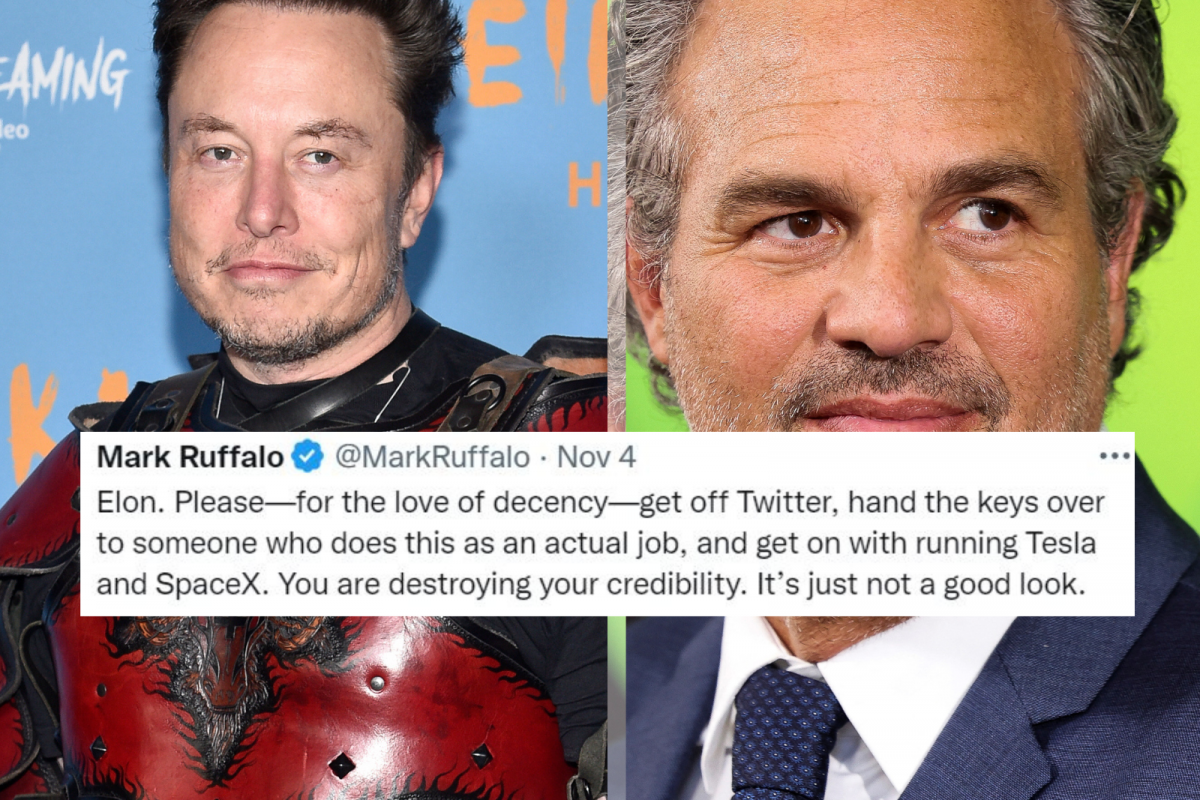 EAMING
deo
EI
H
K
Mark Ruffalo @MarkRuffalo · Nov 4
Elon. Please—for the love of decency—get off Twitter, hand the keys over
to someone who does this as an actual job, and get on with running Tesla
and SpaceX. You are destroying your credibility. It’s just not a good look.